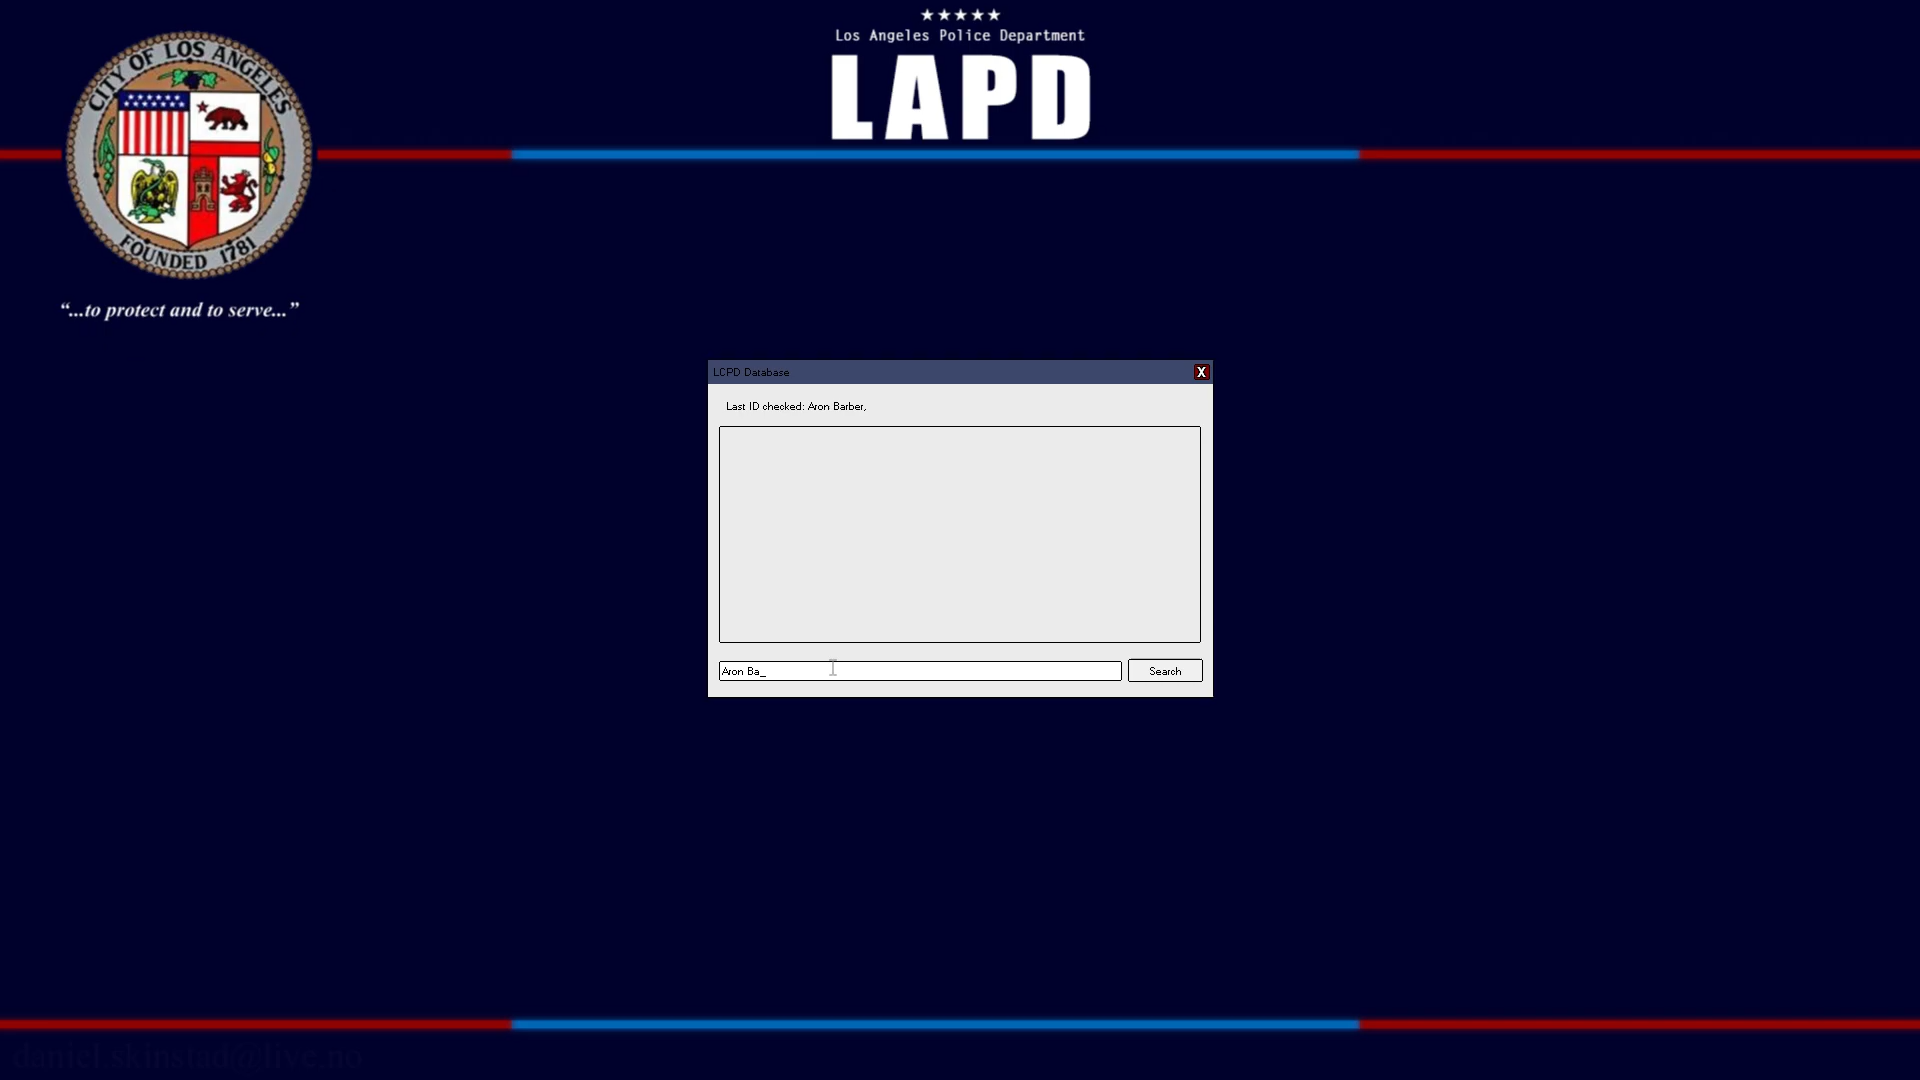 ★★★★★
Los Angeles Police Department
LAPD
CITY OF LOS ANGELES
FOUNDED 1781
“...to protect and to serve...”
LCPD Database
X
Last ID checked: Aron Barber,
Aron Ba_
Search
daniel.skinstad@live.no